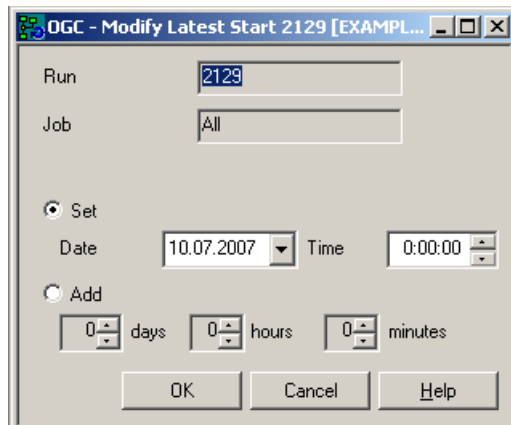 OGC - Modify Latest Start 2129 [EXAMPL...
Run 2129
Job All
Set
Date 10.07.2007 Time 0:00:00
Add
0 days 0 hours 0 minutes
OK Cancel Help